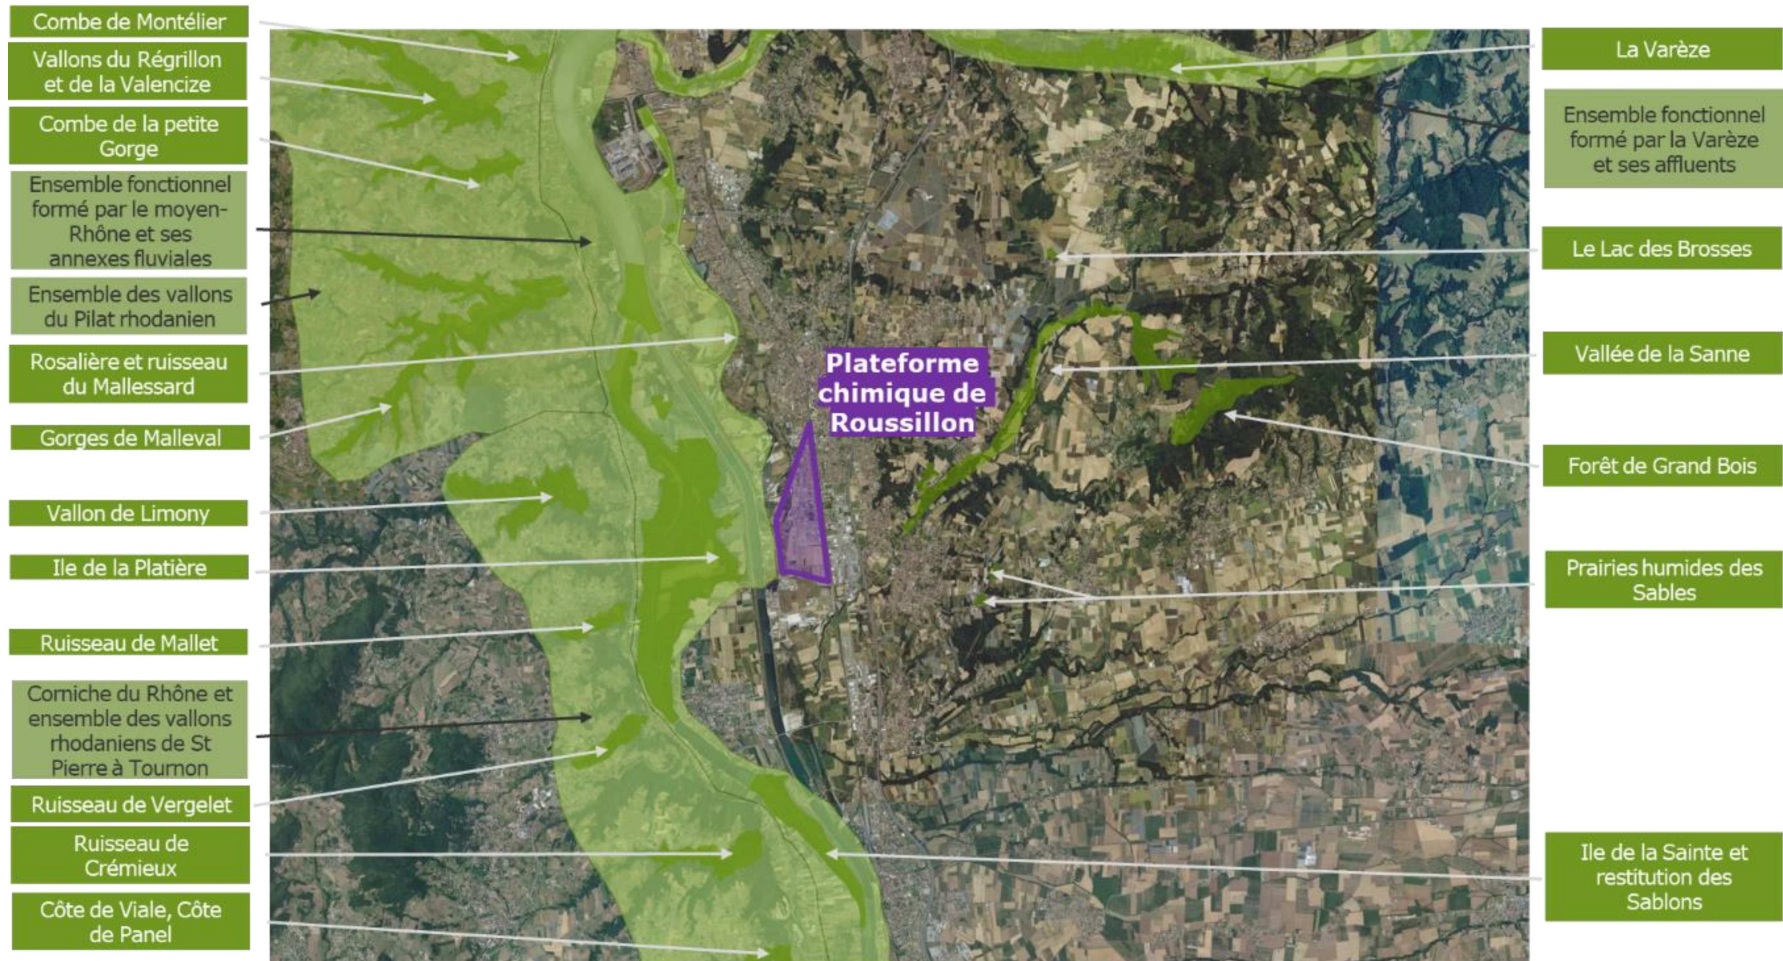 Combe de Montélier
Vallons du Régrillon
et de la Valencize
Combe de la petite
Gorge
Ensemble fonctionnel
formé par le moyen-
Rhône et ses
annexes fluviales
Ensemble des vallons
du Pilat rhodanien
Rosalière et ruisseau
du Mallessard
Gorges de Malleval
Vallon de Limony
Ile de la Platière
Ruisseau de Mallet
Corniche du Rhône et
ensemble des vallons
rhodaniens de St
Pierre à Tournon
Ruisseau de Vergelet
Ruisseau de
Crémieux
Côte de Viale, Côte
de Panel
Plateforme
chimique de
Roussillon
La Varèze
Ensemble fonctionnel
formé par la Varèze
et ses affluents
Le Lac des Brosses
Vallée de la Sanne
Forêt de Grand Bois
Prairies humides des
Sables
Ile de la Sainte et
restitution des
Sablons